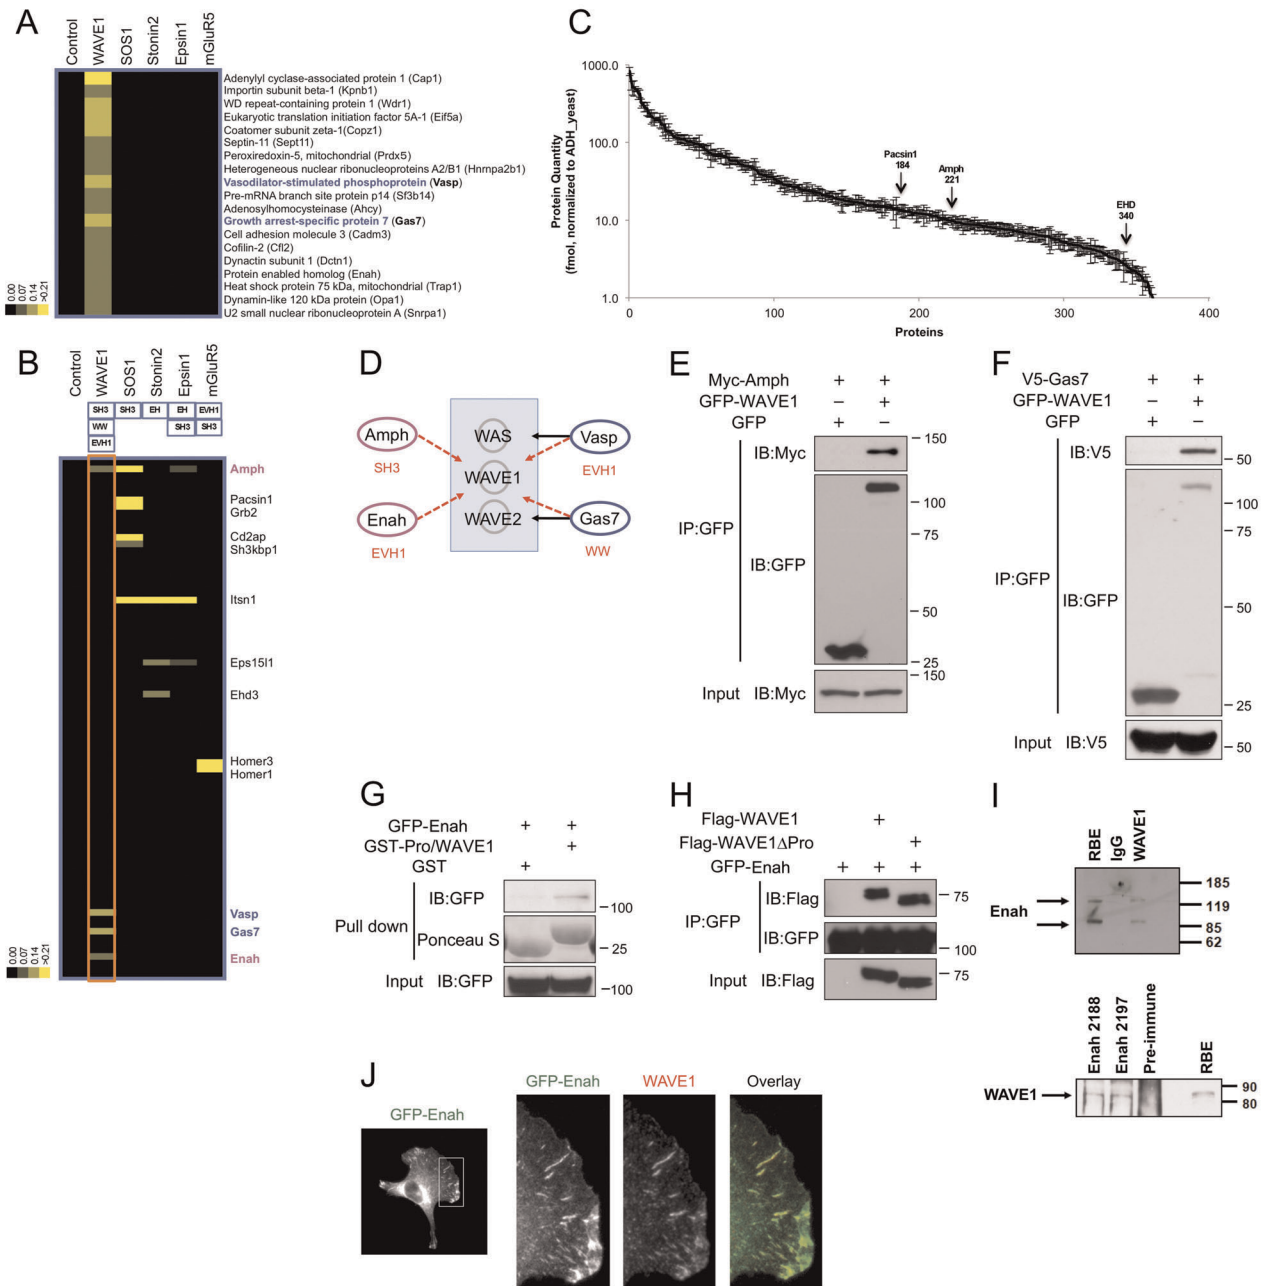 A
Control
WAVE1
SOS1
Stonin2
Epsin1
mGluR5
Adenylyl cyclase-associated protein 1 (Cap1)
Importin subunit beta-1 (Kpnb1)
WD repeat-containing protein 1 (Wdr1)
Eukaryotic translation initiation factor 5A-1 (Eif5a)
Coatomer subunit zeta-1(Copz1)
Septin-11 (Sept11)
Peroxiredoxin-5, mitochondrial (Prdx5)
Heterogeneous nuclear ribonucleoproteins A2/B1 (Hnrnpa2b1)
Vasodilator-stimulated phosphoprotein (Vasp)
Pre-mRNA branch site protein p14 (Sf3b14)
Adenosylhomocysteinase (Ahcy)
Growth arrest-specific protein 7 (Gas7)
Cell adhesion molecule 3 (Cadm3)
Cofilin-2 (Cfl2)
Dynactin subunit 1 (Dctn1)
Protein enabled homolog (Enah)
Heat shock protein 75 kDa, mitochondrial (Trap1)
Dynamin-like 120 kDa protein (Opa1)
U2 small nuclear ribonucleoprotein A (Snrpa1)
0.00
0.07
0.14
>0.21
C
Protein Quantity
(fmol, normalized to ADH_yeast)
1000.0
100.0
10.0
1.0
Pacsin1
184
Amph
221
EHD
340
0
100
200
300
400
Proteins
B
Control
WAVE1
SOS1
Stonin2
Epsin1
mGluR5
SH3
SH3
EH
EH
EVH1
WW
SH3
SH3
EVH1
Amph
Pacsin1
Grb2
Cd2ap
Sh3kbp1
Itsn1
Eps15l1
Ehd3
Homer3
Homer1
Vasp
Gas7
Enah
0.00
0.07
0.14
>0.21
D
Amph
SH3
Enah
EVH1
WAS
WAVE1
WAVE2
Vasp
EVH1
Gas7
WW
E
Myc-Amph + +
GFP-WAVE1 – +
GFP + –
IB:Myc
150
IP:GFP
IB:GFP
100
75
50
25
Input IB:Myc
150
F
V5-Gas7 + +
GFP-WAVE1 – +
GFP + –
IB:V5
50
IP:GFP
IB:GFP
100
75
50
25
Input IB:V5
50
G
GFP-Enah + +
GST-Pro/WAVE1 +
GST +
Pull down
IB:GFP
100
Ponceau S
25
Input IB:GFP
100
H
Flag-WAVE1 +
Flag-WAVE1ΔPro +
GFP-Enah + + +
IP:GFP
IB:Flag
75
IB:GFP
100
Input IB:Flag
75
I
RBE
IgG
WAVE1
Enah
185
119
85
62
Enah 2188
Enah 2197
Pre-immune
RBE
WAVE1
90
80
J
GFP-Enah
GFP-Enah
WAVE1
Overlay